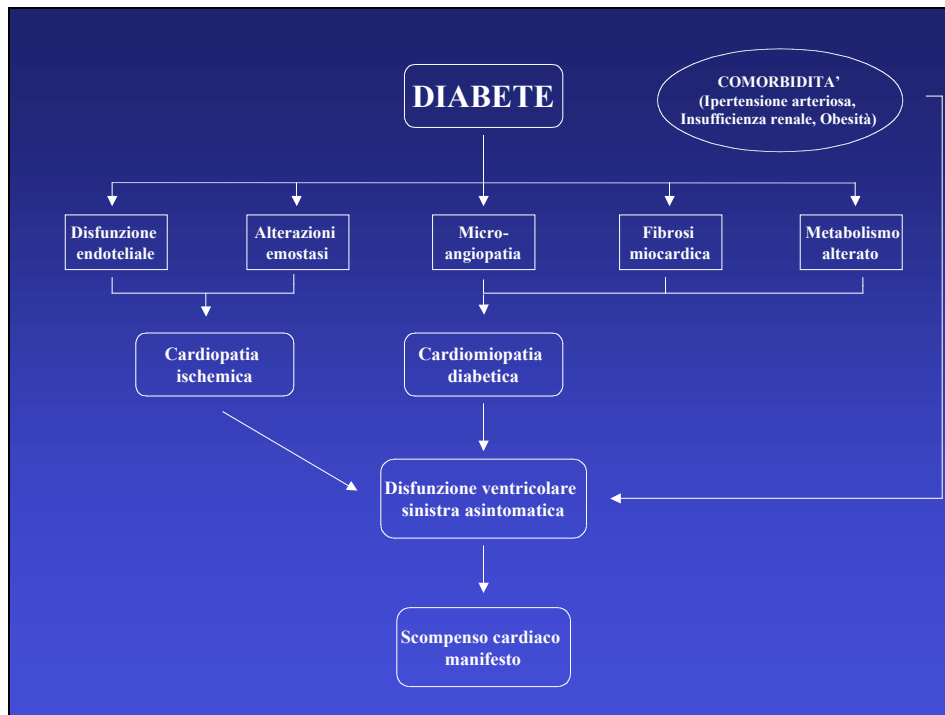 DIABETE
COMORBIDITA'
(Ipertensione arteriosa,
Insufficienza renale, Obesità)
Disfunzione
endoteliale
Alterazioni
emostasi
Micro-
angiopatia
Fibrosi
miocardica
Metabolismo
alterato
Cardiopatia
ischemica
Cardiomiopatia
diabetica
Disfunzione ventricolare
sinistra asintomatica
Scompenso cardiaco
manifesto